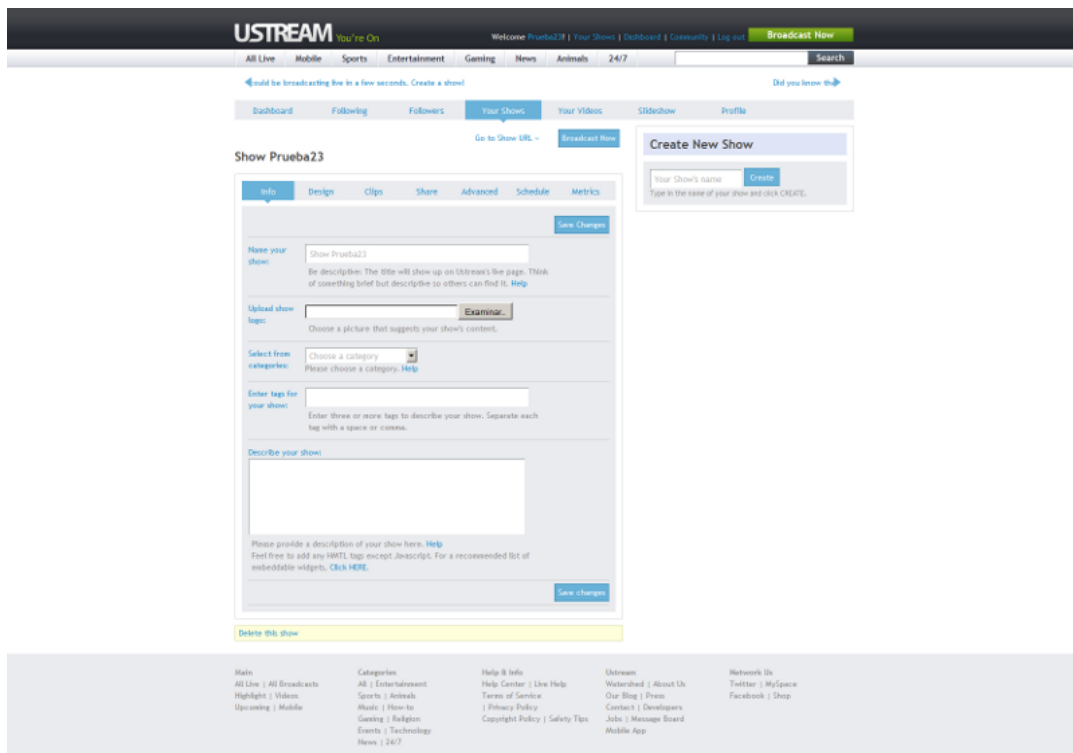 USTREAM You're On
Welcome Prueba23! | Your Shows | Dashboard | Community | Log out
Broadcast Now
All Live Mobile Sports Entertainment Gaming News Animals 24/7
Search
ould be broadcasting live in a few seconds. Create a show!
Did you know th
Dashboard Following Followers Your Shows Your Videos Slideshow Profile
Go to Show URL ~
Broadcast Now
Show Prueba23
Create New Show
Your Show's name
Create
Type in the name of your show and click CREATE.
Info Design Clips Share Advanced Schedule Metrics
Save Changes
Name your
show:
Show Prueba23
Be descriptive: The title will show up on Ustream's live page. Think
of something brief but descriptive so others can find it. Help
Upload show
logo:
Examinar..
Choose a picture that suggests your show's content.
Select from
categories:
Choose a category
Please choose a category. Help
Enter tags for
your show:
Enter three or more tags to describe your show. Separate each
tag with a space or comma.
Describe your show:
Please provide a description of your show here. Help
Feel free to add any HMTL tags except Javascript. For a recommended list of
embeddable widgets, Click HERE.
Save changes
Delete this show
Main
All Live | All Broadcasts
Highlight | Videos
Upcoming | Mobile
Categories
All | Entertainment
Sports | Animals
Music | How-to
Gaming | Religion
Events | Technology
News | 24/7
Help & Info
Help Center | Live Help
Terms of Service
| Privacy Policy
Copyright Policy | Safety Tips
Ustream
Watershed | About Us
Our Blog | Press
Contact | Developers
Jobs | Message Board
Mobile App
Network Us
Twitter | MySpace
Facebook | Shop